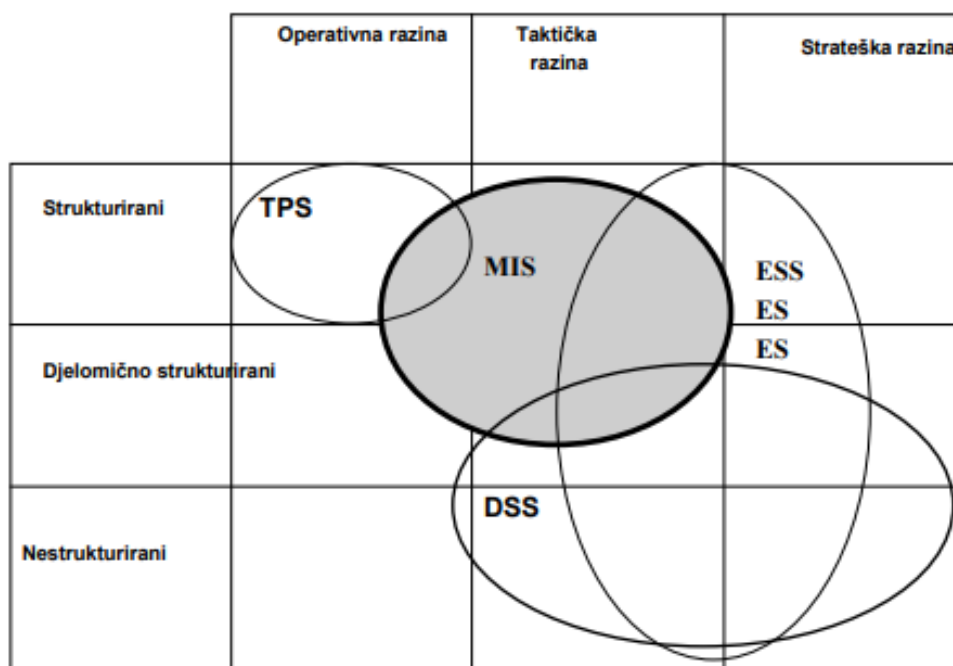 Operativna razina
Taktička
razina
Strateška razina
Strukturirani
TPS
MIS
ESS
ES
ES
Djelomično strukturirani
DSS
Nestrukturirani